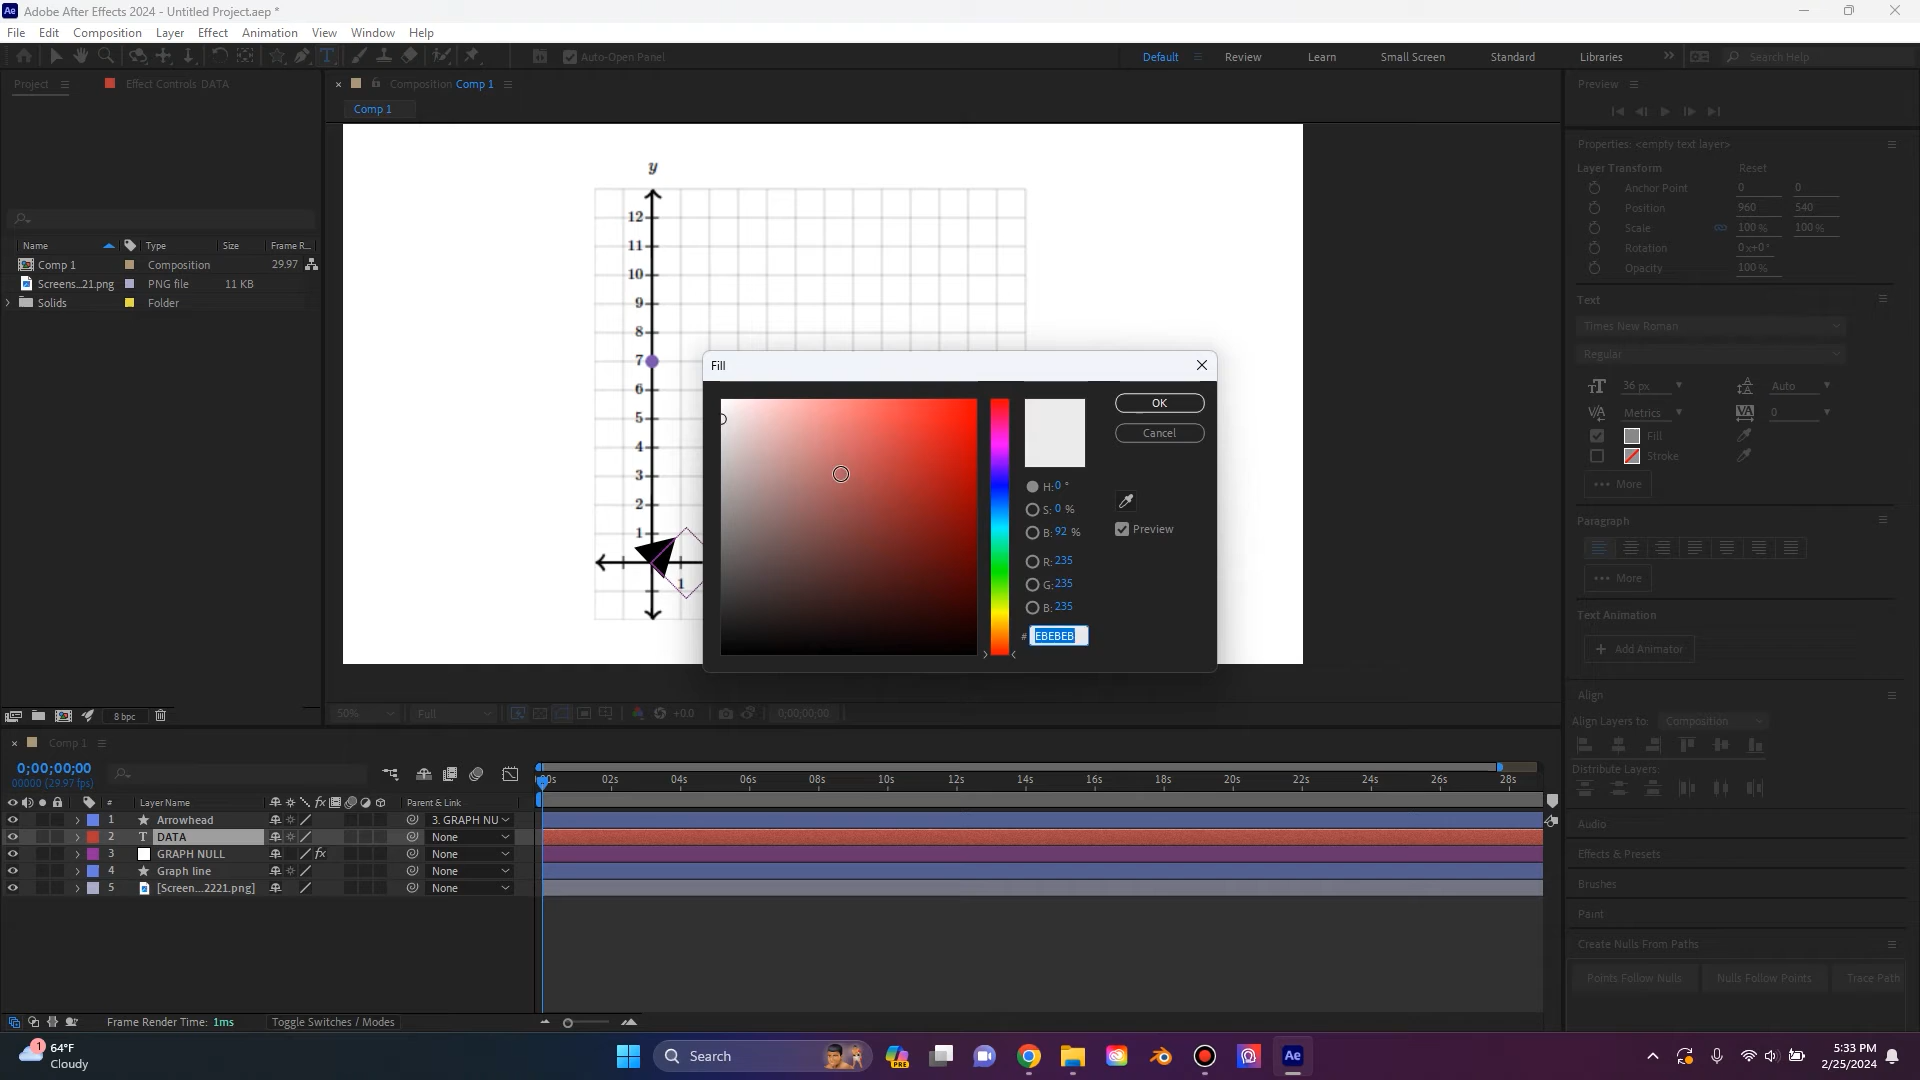 Adobe After Effects 2024 - Untitled Project.aep *
File Edit Composition Layer Effect Animation View Window Help
Auto-Open Panel
Default Review Learn Small Screen Standard Libraries Search Help
Project Effect Controls DATA
Composition Comp 1
Comp 1
Preview
Properties: <empty text layer>
Layer Transform Reset
Anchor Point 0 0
Position 960 540
Scale 100 % 100 %
Rotation 0x+0°
Opacity 100 %
Text
Times New Roman
Regular
36 px Auto
Metrics 0
Fill
Stroke
More
Paragraph
More
Text Animation
Add Animator
Align
Align Layers to: Composition
Distribute Layers:
Audio
Effects & Presets
Brushes
Paint
Create Nulls From Paths
Points Follow Nulls Nulls Follow Points Trace Path
Name Type Size Frame R...
Comp 1 Composition 29.97
Screens...21.png PNG file 11 KB
Solids Folder
8 bpc
y
12
11
10
9
8
7
6
5
4
3
2
1
1
Fill
OK
Cancel
H: 0 °
S: 0 %
B: 92 %
R: 235
G: 235
B: 235
# EBEBEB
Preview
50% Full +0.0 0;00;00;00
Comp 1
0;00;00;00
00000 (29.97 fps)
00s 02s 04s 06s 08s 10s 12s 14s 16s 18s 20s 22s 24s 26s 28s
# Layer Name fx Parent & Link
1 Arrowhead 3. GRAPH NU
2 T DATA None
3 GRAPH NULL fx None
4 Graph line None
5 [Screen...2221.png] None
Frame Render Time: 1ms Toggle Switches / Modes
1 64°F
Cloudy
Search
PRE
Ae
5:33 PM
2/25/2024